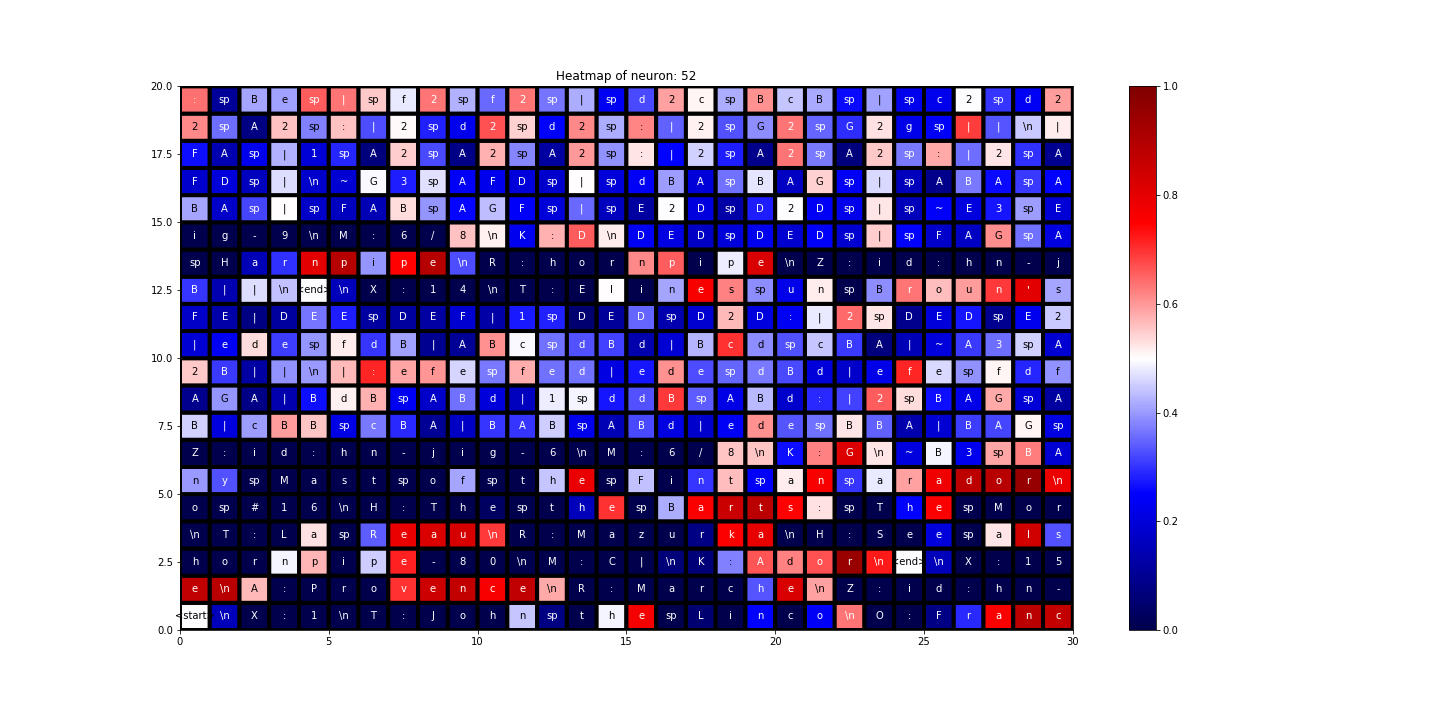 Heatmap of neuron: 52
20.0 : sp B e sp | sp f 2 sp f 2 sp | sp d 2 c sp B c B sp | sp c 2 sp d 2 1.0
2 sp A 2 sp : | 2 sp d 2 sp d 2 sp : | 2 sp G 2 sp G 2 g sp | | \n |
17.5 F A sp | 1 sp A 2 sp A 2 sp A 2 sp : | 2 sp A 2 sp A 2 sp : | 2 sp A
F D sp | \n ~ G 3 sp A F D sp | sp d B A sp B A G sp | sp A B A sp A
15.0 B A sp | sp F A B sp A G F sp | sp E 2 D sp D 2 D sp | sp ~ E 3 sp E 0.8
i g - 9 \n M : 6 / 8 \n K : D \n D E D sp D E D sp | sp F A G sp A
sp H a r n p i p e \n R : h o r n p i p e \n Z : i d : h n - j
12.5 B | | \n <end> \n X : 1 4 \n T : E l i n e s sp u n sp B r o u n ' s 0.6
F E | D E E sp D E F | 1 sp D E D sp D 2 D : | 2 sp D E D sp E 2
10.0 | e d e sp f d B | A B c sp d B d | B c d sp c B A | ~ A 3 sp A
2 B | | \n | : e f e sp f e d | e d e sp d B d | e f e sp f d f 0.4
A G A | B d B sp A B d | 1 sp d d B sp A B d : | 2 sp B A G sp A
7.5 B | c B B sp c B A | B A B sp A B d | e d e sp B B A | B A G sp
Z : i d : h n - j i g - 6 \n M : 6 / 8 \n K : G \n ~ B 3 sp B A
5.0 n y sp M a s t sp o f sp t h e sp F i n t sp a n sp a r a d o r \n 0.2
o sp # 1 6 \n H : T h e sp t h e sp B a r t s : sp T h e sp M o r
\n T : L a sp R e a u \n R : M a z u r k a \n H : S e e sp a l s
2.5 h o r n p i p e - 8 0 \n M : C | \n K : A d o r \n <end> \n X : 1 5
e \n A : P r o v e n c e \n R : M a r c h e \n Z : i d : h n -
0.0 <start \n X : 1 \n T : J o h n sp t h e sp L i n c o \n O : F r a n c 0.0
0 5 10 15 20 25 30